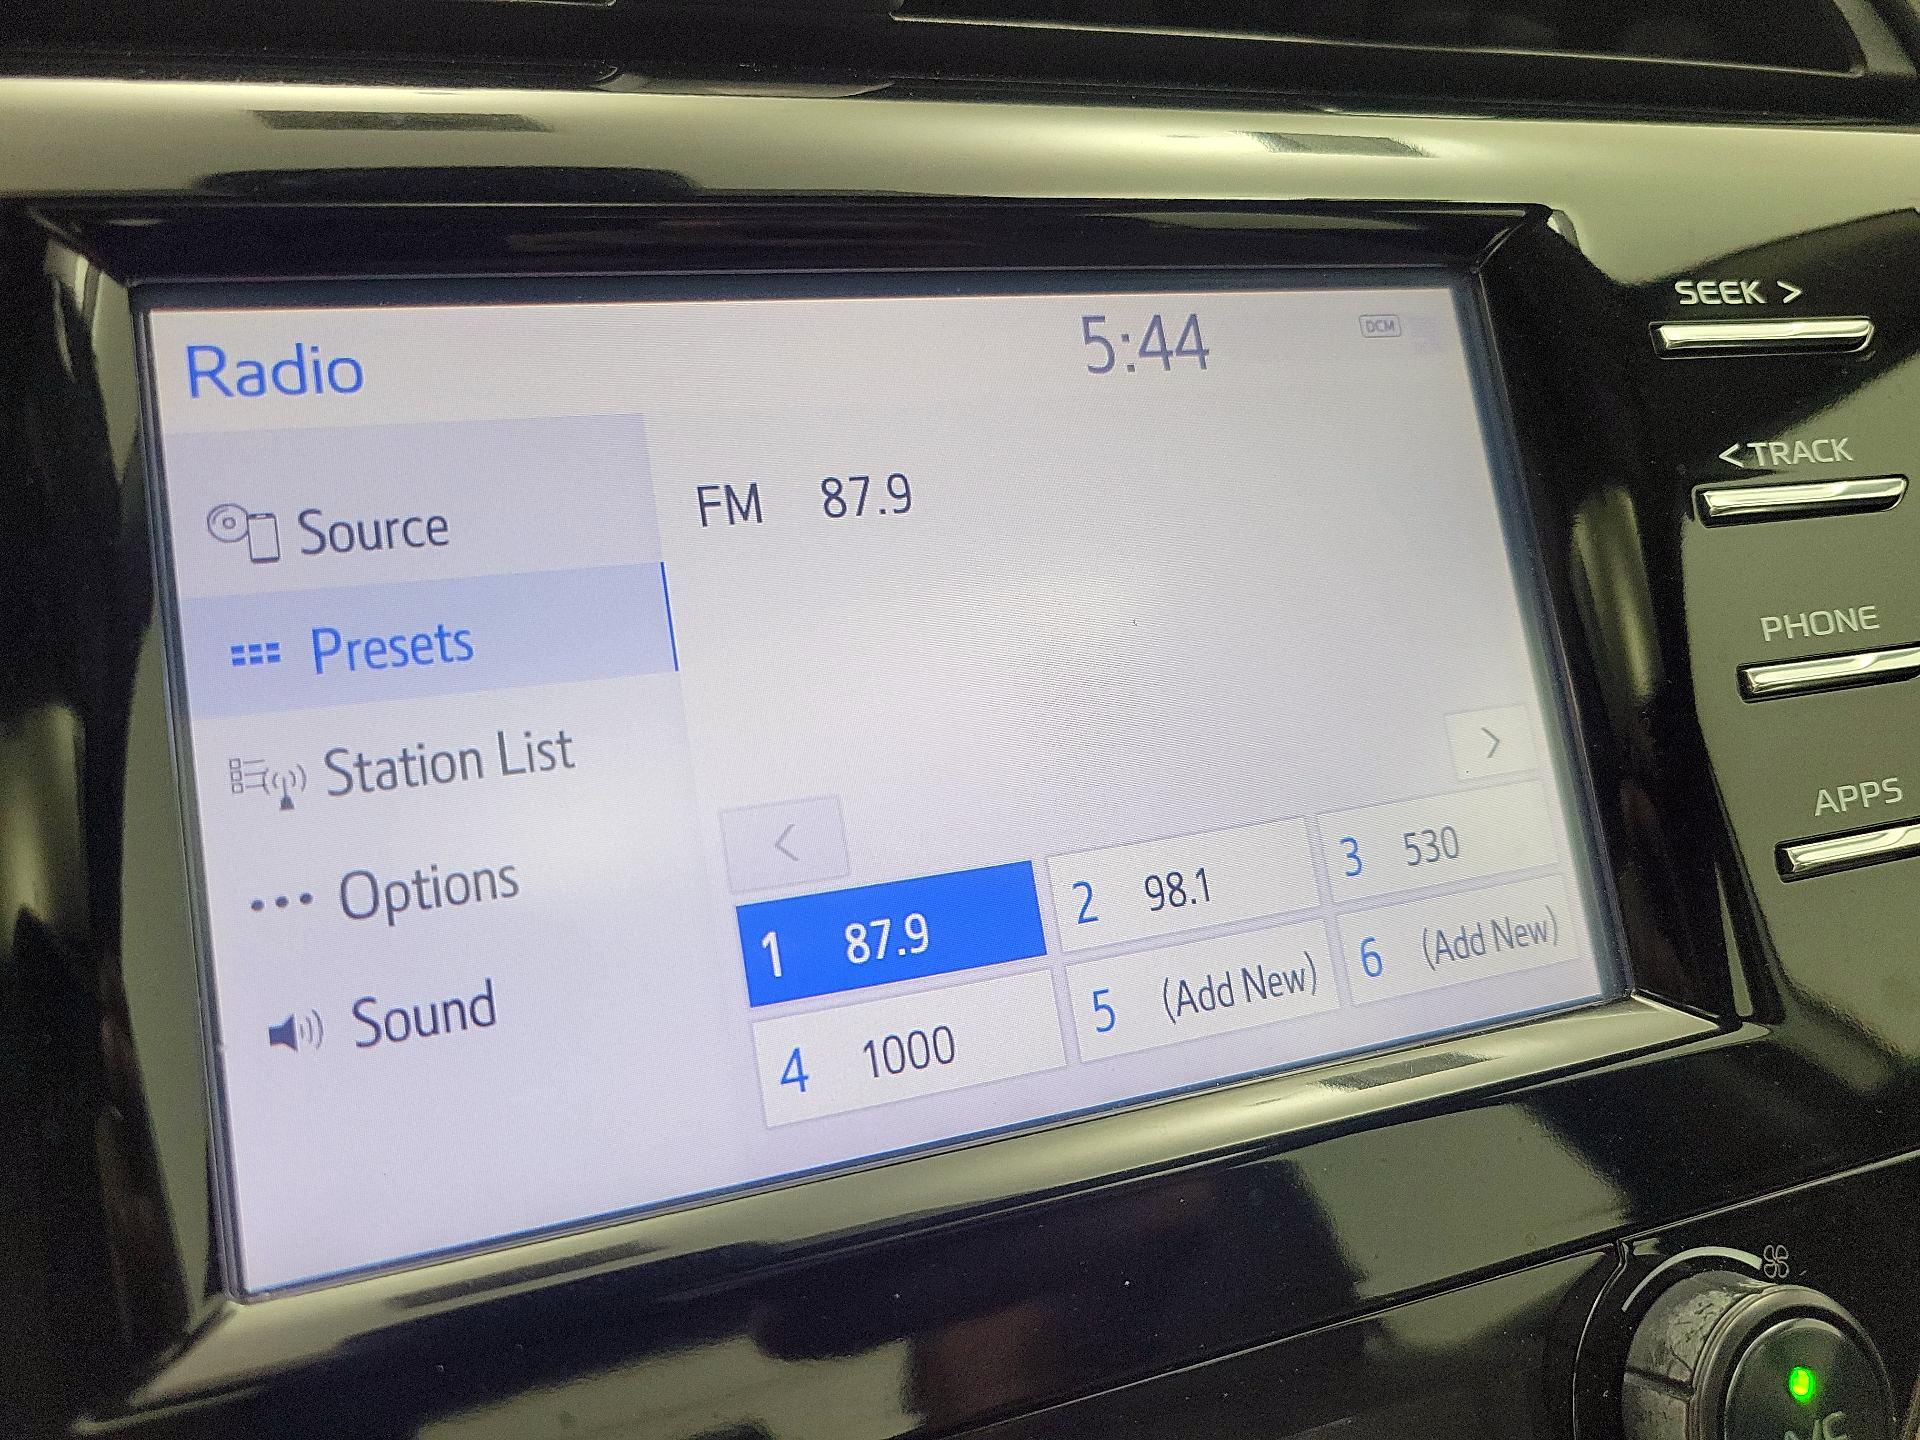 Radio
5:44
DCM
Source
FM 87.9
Presets
Station List
Options
Sound
<
>
1 87.9
2 98.1
3 530
4 1000
5 (Add New)
6 (Add New)
SEEK >
< TRACK
PHONE
APPS
A/C